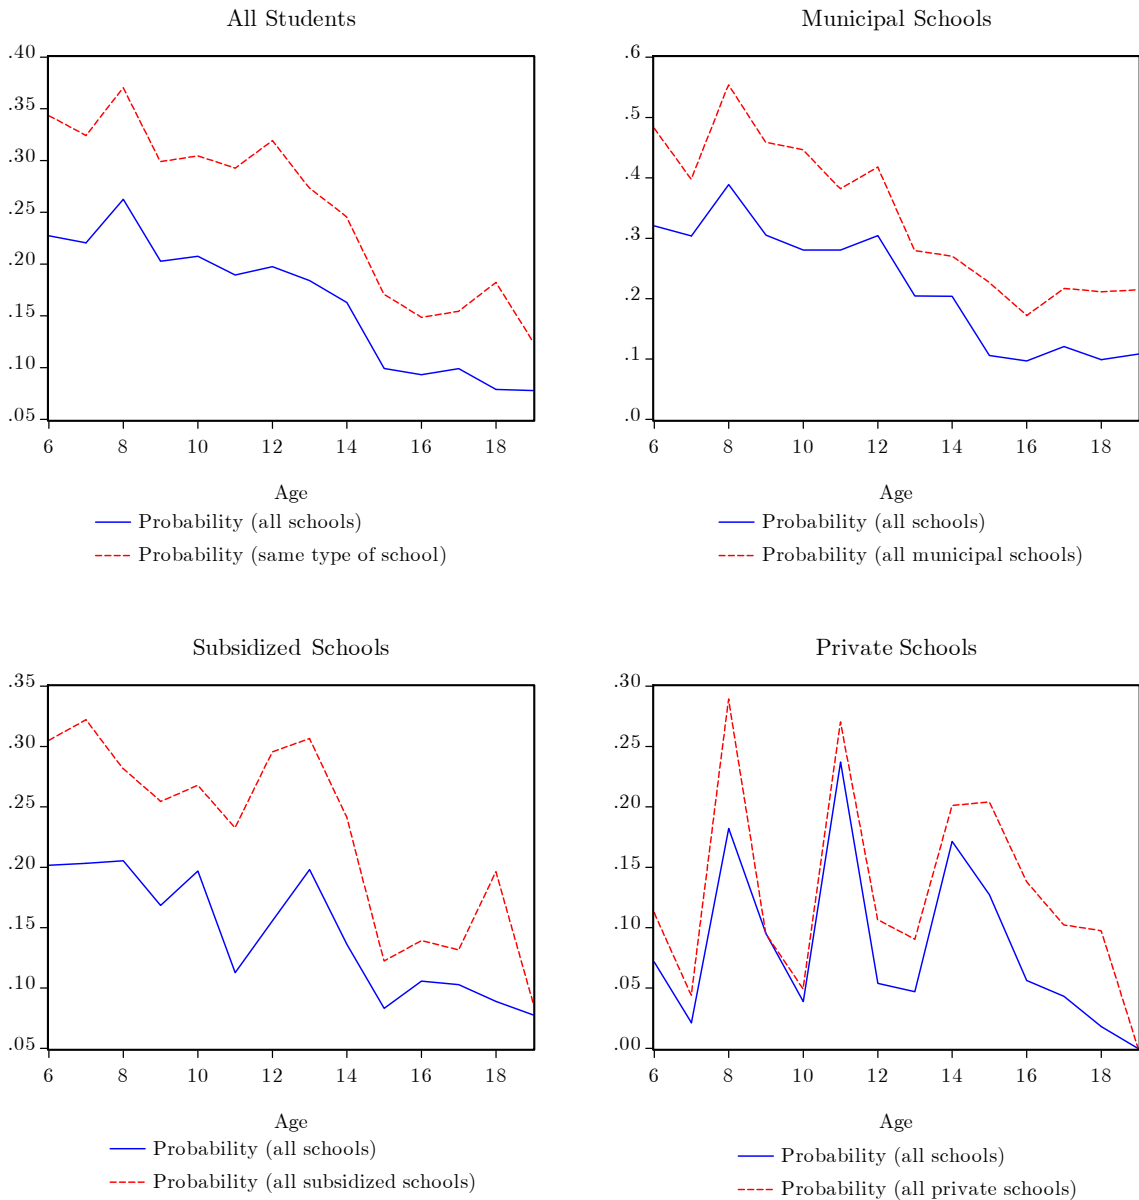 All Students
.40
.35
.30
.25
.20
.15
.10
.05
6 8 10 12 14 16 18
Age
Probability (all schools)
Probability (same type of school)
Municipal Schools
.6
.5
.4
.3
.2
.1
.0
6 8 10 12 14 16 18
Age
Probability (all schools)
Probability (all municipal schools)
Subsidized Schools
.35
.30
.25
.20
.15
.10
.05
6 8 10 12 14 16 18
Age
Probability (all schools)
Probability (all subsidized schools)
Private Schools
.30
.25
.20
.15
.10
.05
.00
6 8 10 12 14 16 18
Age
Probability (all schools)
Probability (all private schools)